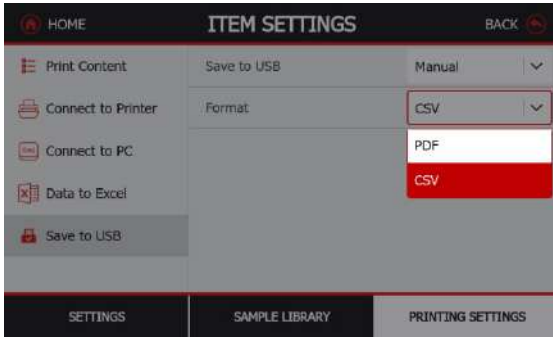 HOME
ITEM SETTINGS
BACK
Print Content
Save to USB
Manual
Connect to Printer
Format
CSV
PDF
Connect to PC
CSV
Data to Excel
Save to USB
SETTINGS
SAMPLE LIBRARY
PRINTING SETTINGS